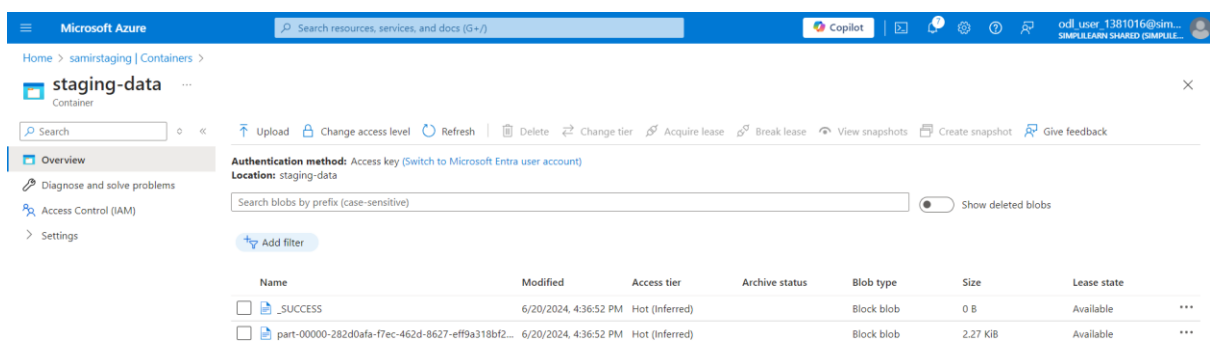 Microsoft Azure
Search resources, services, and docs (G+/)
Copilot
odl_user_1381016@sim...
SIMPLILEARN SHARED (SIMPLILE...
Home > samirstaging | Containers >
staging-data ...
Container
Search
Upload Change access level Refresh Delete Change tier Acquire lease Break lease View snapshots Create snapshot Give feedback
Overview
Diagnose and solve problems
Access Control (IAM)
Settings
Authentication method: Access key (Switch to Microsoft Entra user account)
Location: staging-data
Search blobs by prefix (case-sensitive)
Show deleted blobs
Add filter
Name Modified Access tier Archive status Blob type Size Lease state
_SUCCESS 6/20/2024, 4:36:52 PM Hot (Inferred) Block blob 0 B Available ...
part-00000-282d0afa-f7ec-462d-8627-eff9a318bf2... 6/20/2024, 4:36:52 PM Hot (Inferred) Block blob 2.27 KiB Available ...